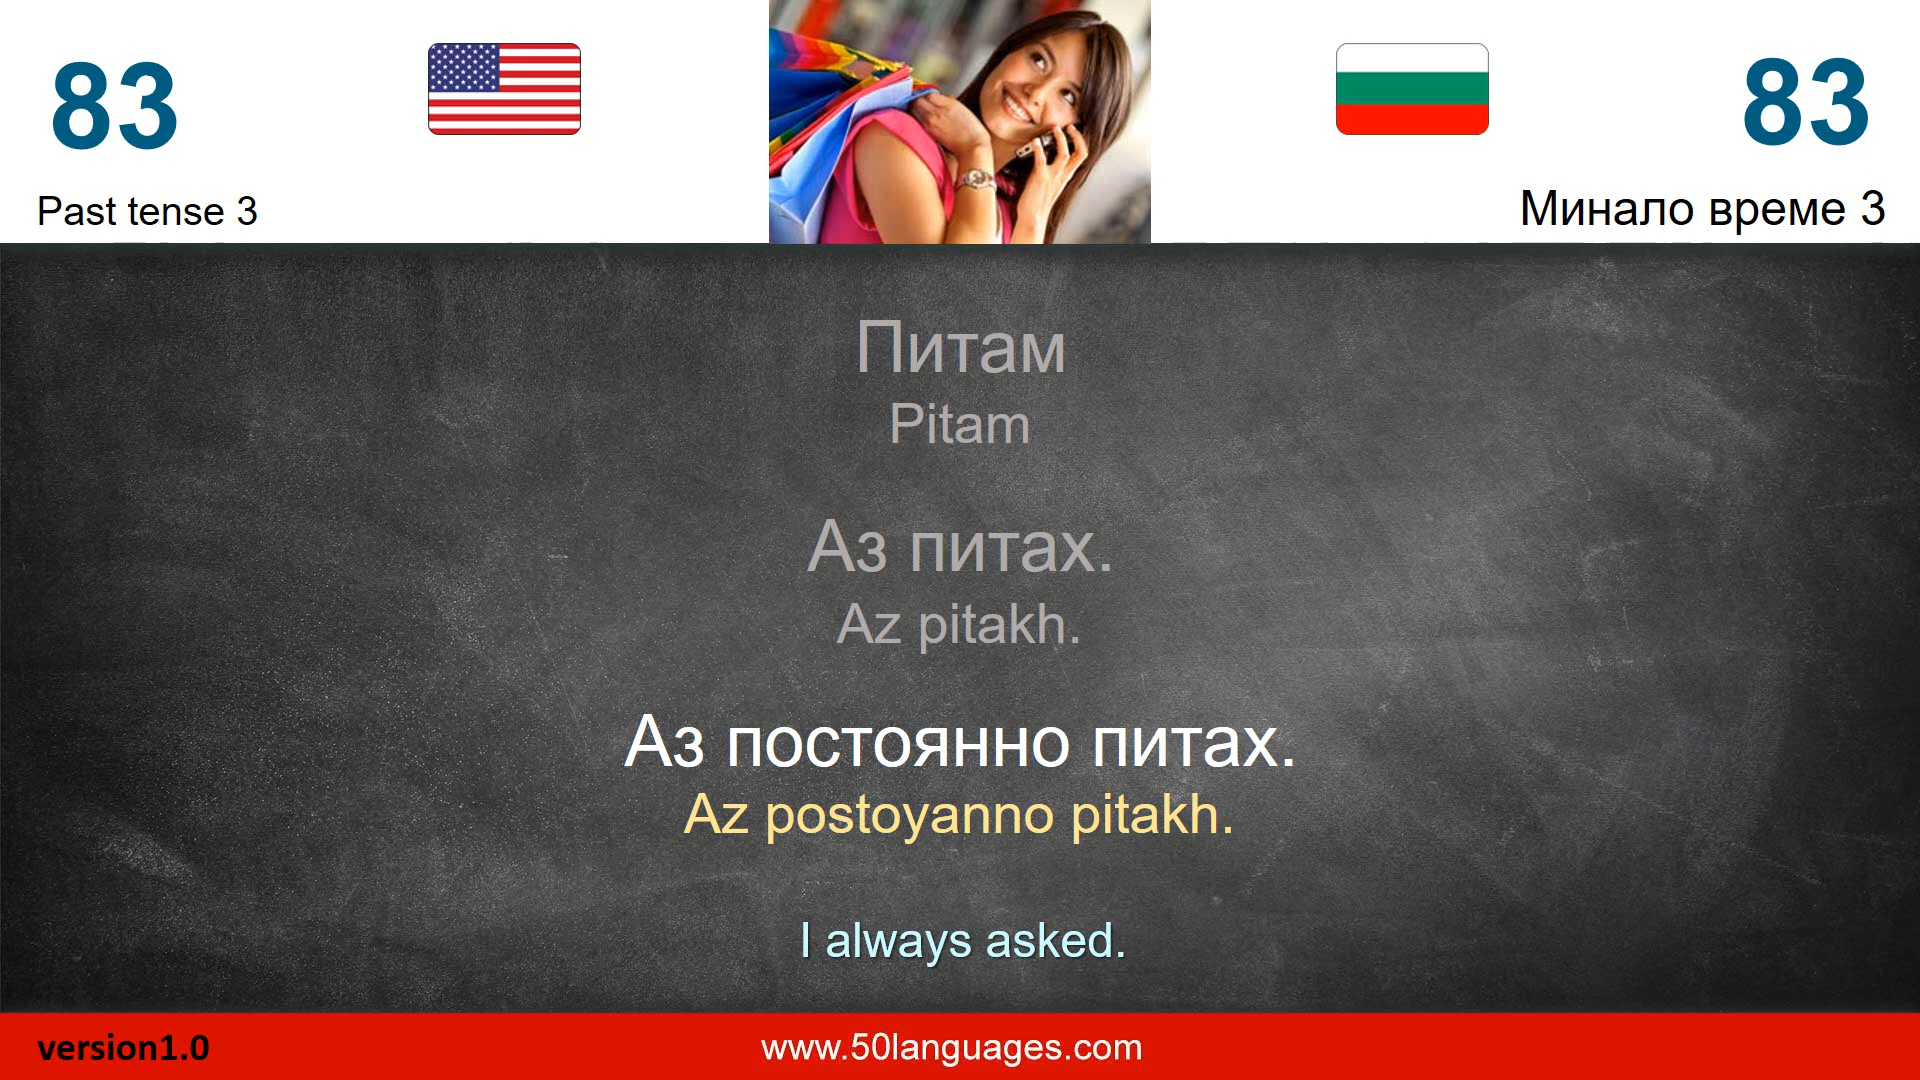 83
83
Past tense 3
Минало време 3
Питам
Pitam
Аз питах.
Az pitakh.
Аз постоянно питах.
Az postoyanno pitakh.
I always asked.
version1.0
www.50languages.com